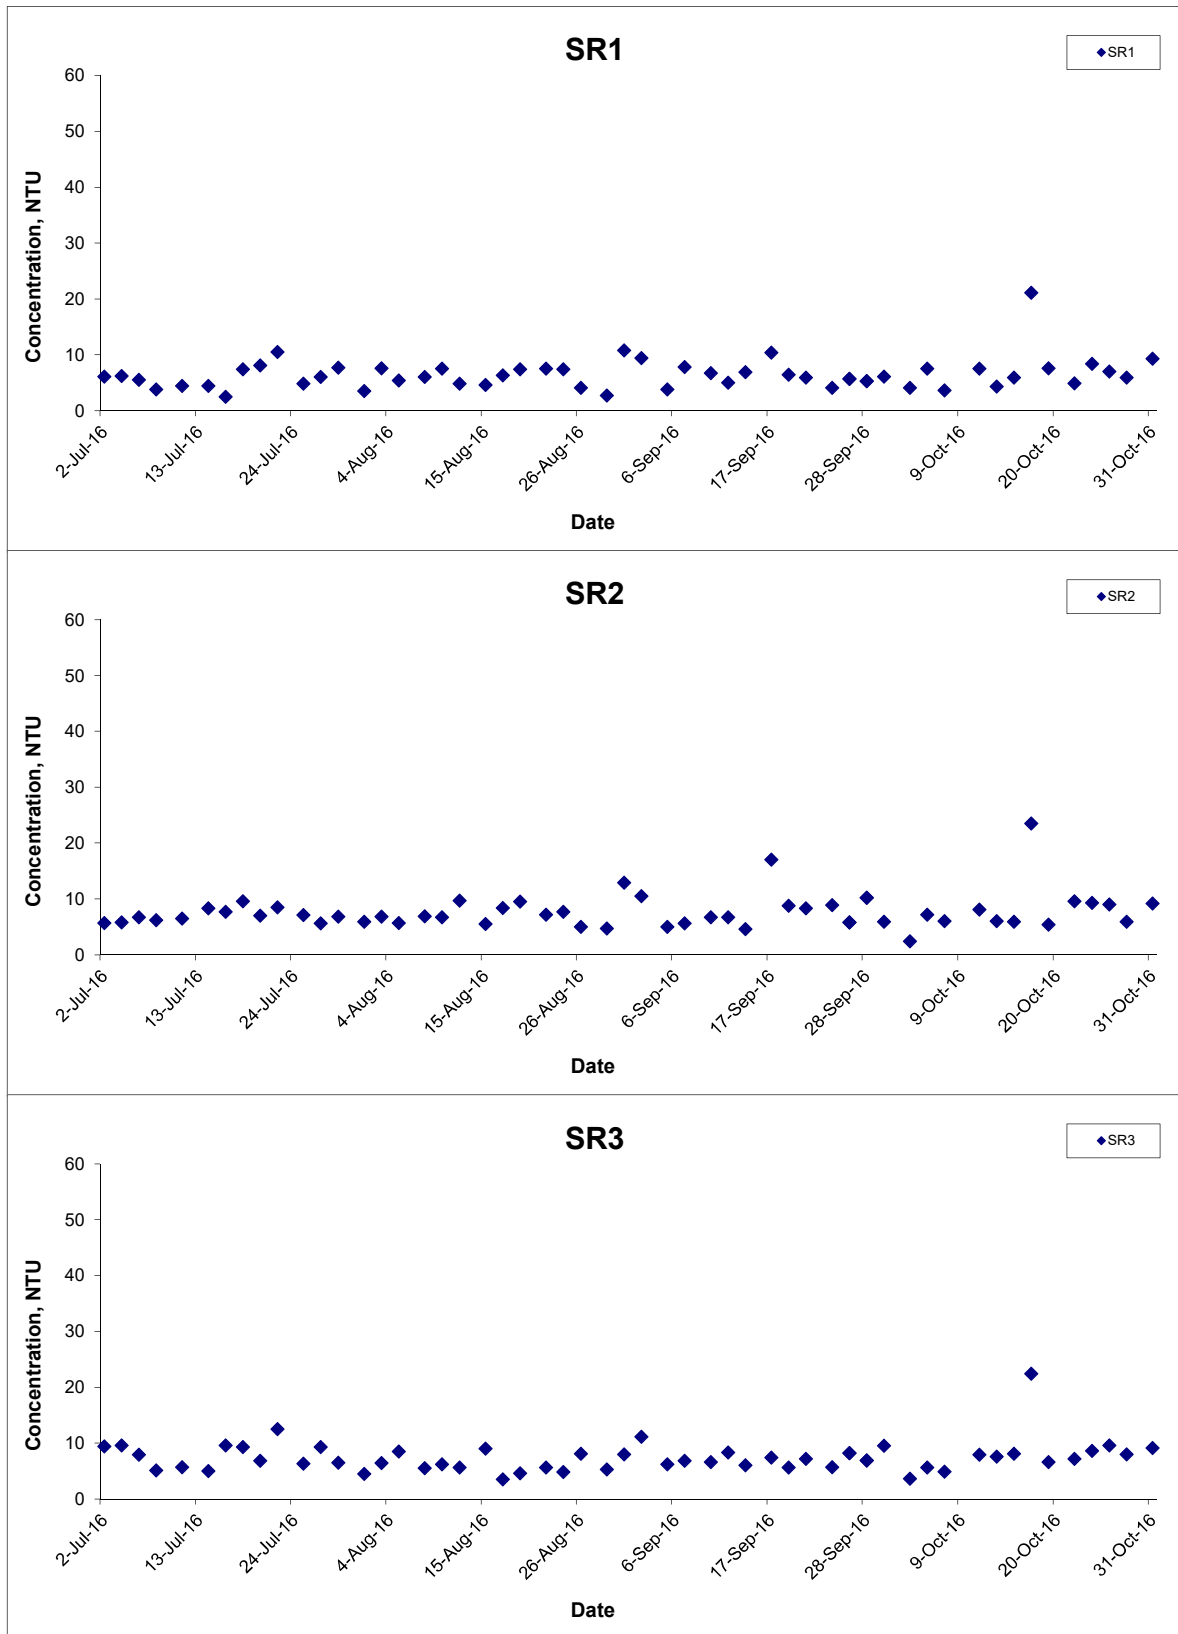 SR1
SR1
60
50
40
30
20
10
0
Concentration, NTU
2-Jul-16
13-Jul-16
24-Jul-16
4-Aug-16
15-Aug-16
26-Aug-16
6-Sep-16
17-Sep-16
28-Sep-16
9-Oct-16
20-Oct-16
31-Oct-16
Date
SR2
SR2
60
50
40
30
20
10
0
Concentration, NTU
2-Jul-16
13-Jul-16
24-Jul-16
4-Aug-16
15-Aug-16
26-Aug-16
6-Sep-16
17-Sep-16
28-Sep-16
9-Oct-16
20-Oct-16
31-Oct-16
Date
SR3
SR3
60
50
40
30
20
10
0
Concentration, NTU
2-Jul-16
13-Jul-16
24-Jul-16
4-Aug-16
15-Aug-16
26-Aug-16
6-Sep-16
17-Sep-16
28-Sep-16
9-Oct-16
20-Oct-16
31-Oct-16
Date